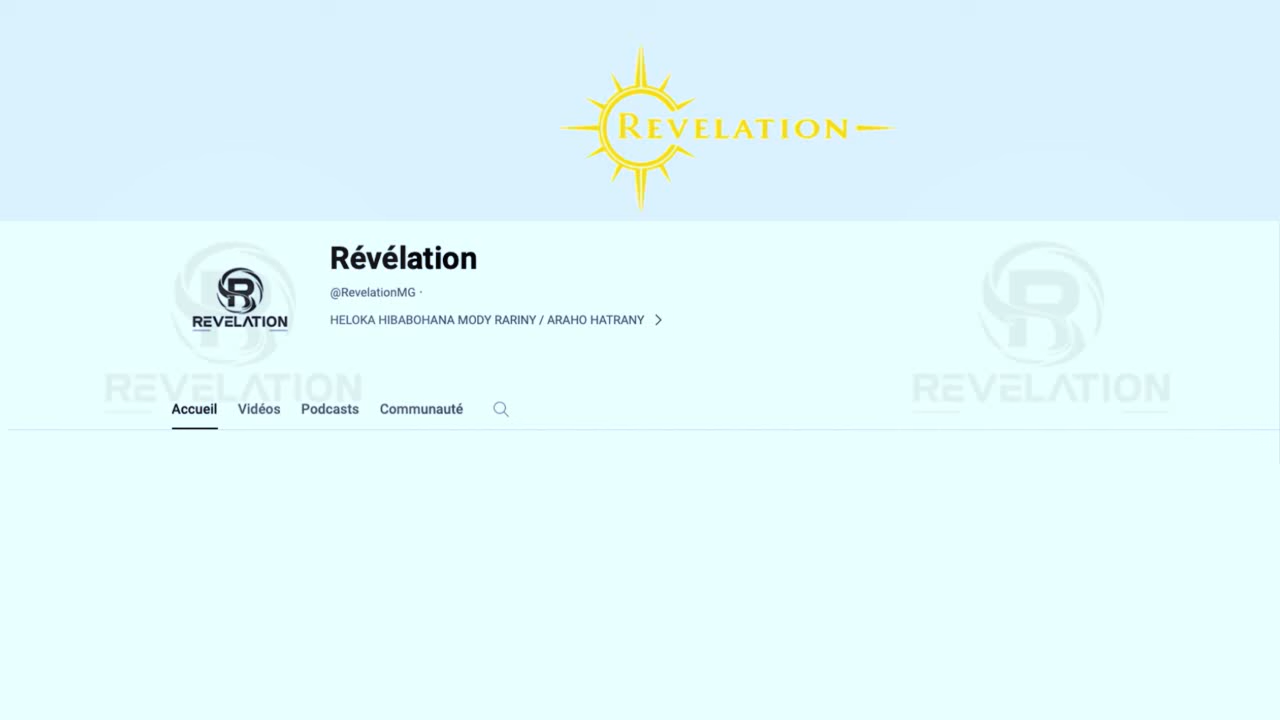 REVELATION
Révélation
@RevelationMG ·
HELOKA HIBABOHANA MODY RARINY / ARAHO HATRANY
REVELATION
REVELATION
REVELATION
Accueil Vidéos Podcasts Communauté